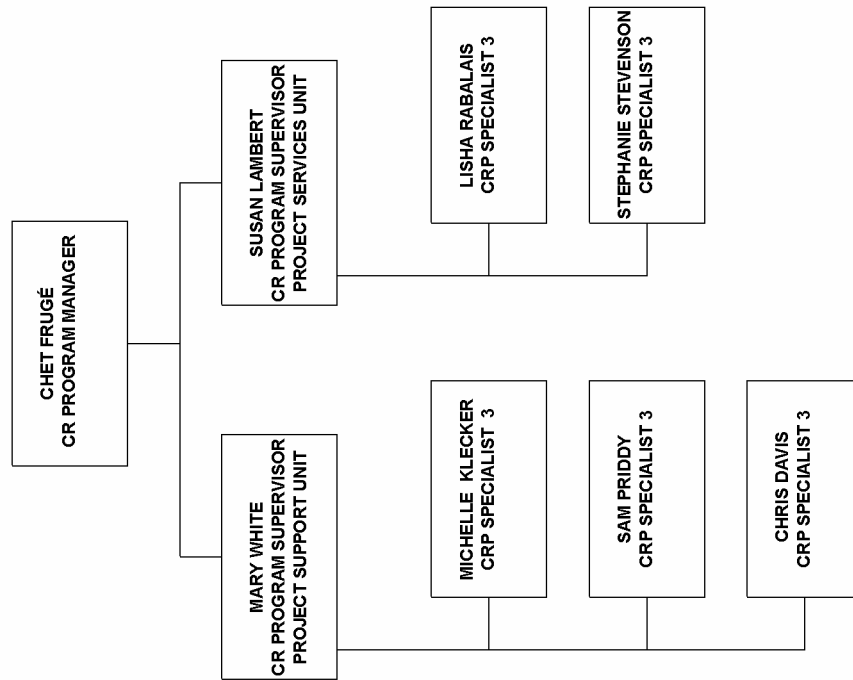 CHET FRUGÉ
CR PROGRAM MANAGER
MARY WHITE
CR PROGRAM SUPERVISOR
PROJECT SUPPORT UNIT
MICHELLE KLECKER
CRP SPECIALIST 3
SAM PRIDDY
CRP SPECIALIST 3
CHRIS DAVIS
CRP SPECIALIST 3
SUSAN LAMBERT
CR PROGRAM SUPERVISOR
PROJECT SERVICES UNIT
LISHA RABALAIS
CRP SPECIALIST 3
STEPHANIE STEVENSON
CRP SPECIALIST 3